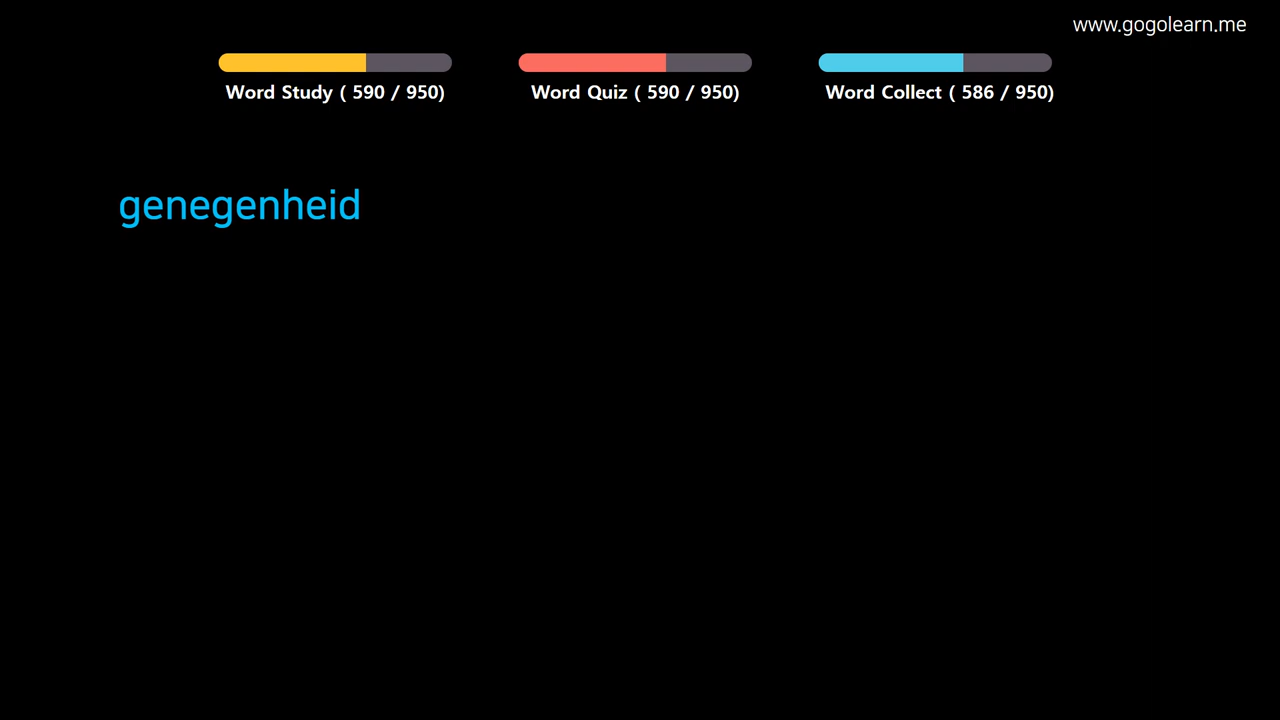 www.gogolearn.me
Word Study ( 590 / 950)
Word Quiz ( 590 / 950)
Word Collect ( 586 / 950)
genegenheid